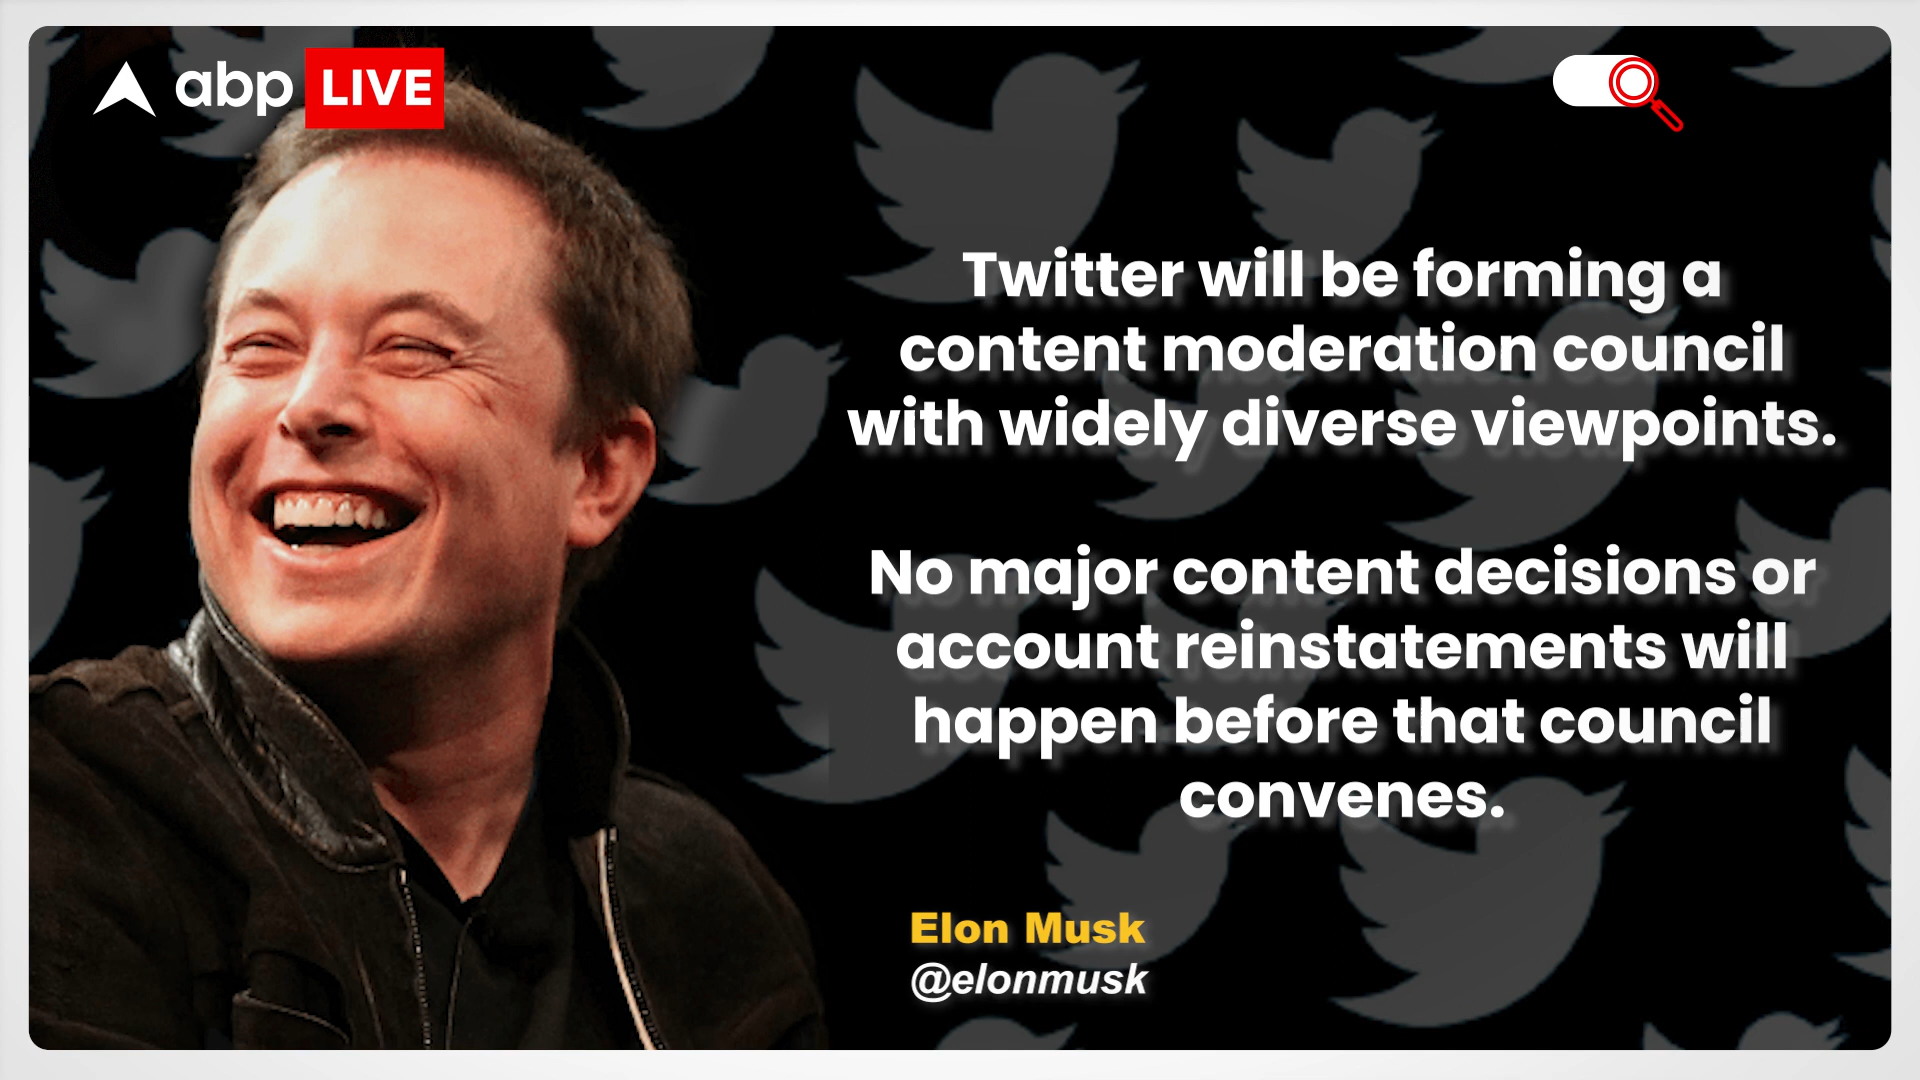 abp LIVE
Twitter will be forming a
content moderation council
with widely diverse viewpoints.
No major content decisions or
account reinstatements will
happen before that council
convenes.
Elon Musk
@elonmusk